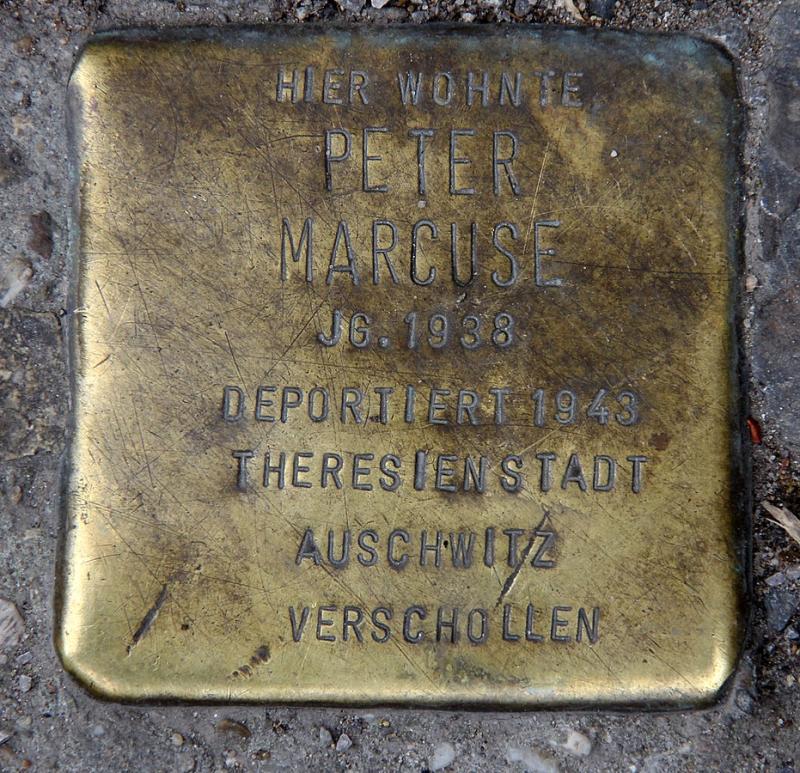 HIER WOHNTE
PETER
MARCUSE
JG. 1938
DEPORTIERT 1943
THERESIENSTADT
AUSCHWITZ
VERSCHOLLEN